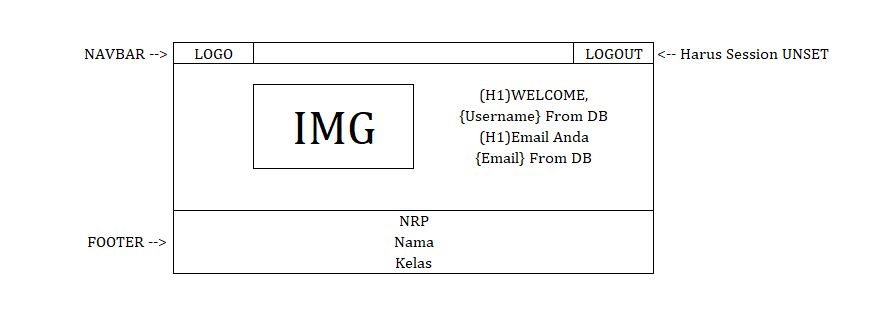 NAVBAR --> LOGO LOGOUT <-- Harus Session UNSET
IMG
(H1)WELCOME,
{Username} From DB
(H1)Email Anda
{Email} From DB
NRP
FOOTER --> Nama
Kelas